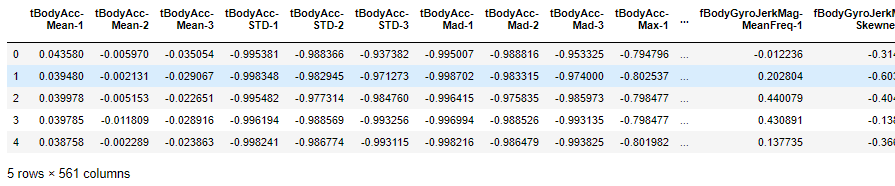 tBodyAcc-Mean-1 tBodyAcc-Mean-2 tBodyAcc-Mean-3 tBodyAcc-STD-1 tBodyAcc-STD-2 tBodyAcc-STD-3 tBodyAcc-Mad-1 tBodyAcc-Mad-2 tBodyAcc-Mad-3 tBodyAcc-Max-1 ... fBodyGyroJerkMag-MeanFreq-1 fBodyGyroJerkM Skewne
0 0.043580 -0.005970 -0.035054 -0.995381 -0.988366 -0.937382 -0.995007 -0.988816 -0.953325 -0.794796 ... -0.012236 -0.314
1 0.039480 -0.002131 -0.029067 -0.998348 -0.982945 -0.971273 -0.998702 -0.983315 -0.974000 -0.802537 ... 0.202804 -0.603
2 0.039978 -0.005153 -0.022651 -0.995482 -0.977314 -0.984760 -0.996415 -0.975835 -0.985973 -0.798477 ... 0.440079 -0.404
3 0.039785 -0.011809 -0.028916 -0.996194 -0.988569 -0.993256 -0.996994 -0.988526 -0.993135 -0.798477 ... 0.430891 -0.138
4 0.038758 -0.002289 -0.023863 -0.998241 -0.986774 -0.993115 -0.998216 -0.986479 -0.993825 -0.801982 ... 0.137735 -0.366
5 rows × 561 columns